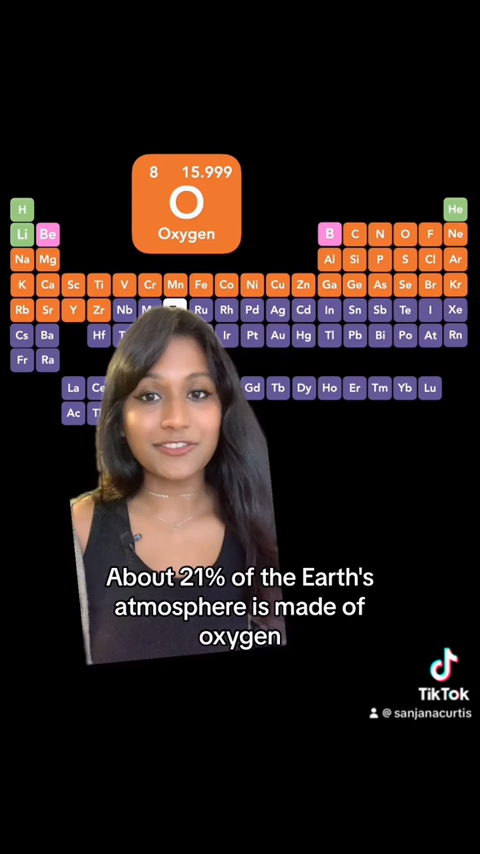 8 15.999
O
Oxygen
H He
Li Be B C N O F Ne
Na Mg Al Si P S Cl Ar
K Ca Sc Ti V Cr Mn Fe Co Ni Cu Zn Ga Ge As Se Br Kr
Rb Sr Y Zr Nb Ru Rh Pd Ag Cd In Sn Sb Te I Xe
Cs Ba Hf Ir Pt Au Hg Tl Pb Bi Po At Rn
Fr Ra
La Ce Gd Tb Dy Ho Er Tm Yb Lu
Ac
About 21% of the Earth's
atmosphere is made of
oxygen
TikTok
@ sanjanacurtis